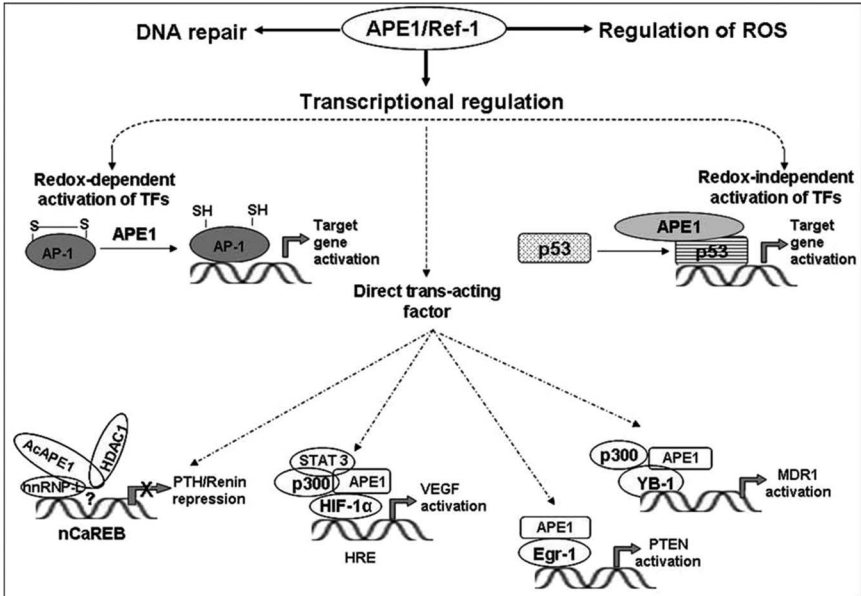 DNA repair
APE1/Ref-1
Regulation of ROS
Transcriptional regulation
Redox-dependent
activation of TFs
S
S
AP-1
APE1
SH
SH
AP-1
Target
gene
activation
Redox-independent
activation of TFs
p53
APE1
p53
Target
gene
activation
Direct trans-acting
factor
AcAPE1
HDAC1
hnRNP-L
?
X
PTH/Renin
repression
nCaREB
STAT 3
p300
APE1
HIF-1α
VEGF
activation
HRE
APE1
Egr-1
PTEN
activation
p300
APE1
YB-1
MDR1
activation